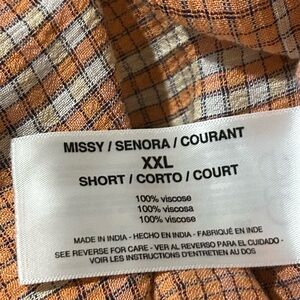 MISSY / SENORA / COURANT
XXL
SHORT / CORTO / COURT
100% viscose
100% viscosa
100% viscose
MADE IN INDIA - HECHO EN INDIA - FABRIQUÉ EN INDE
SEE REVERSE FOR CARE - VER AL REVERSO PARA EL CUIDADO -
VOIR LES INSTRUCTIONS D'ENTRETIEN AU DOS